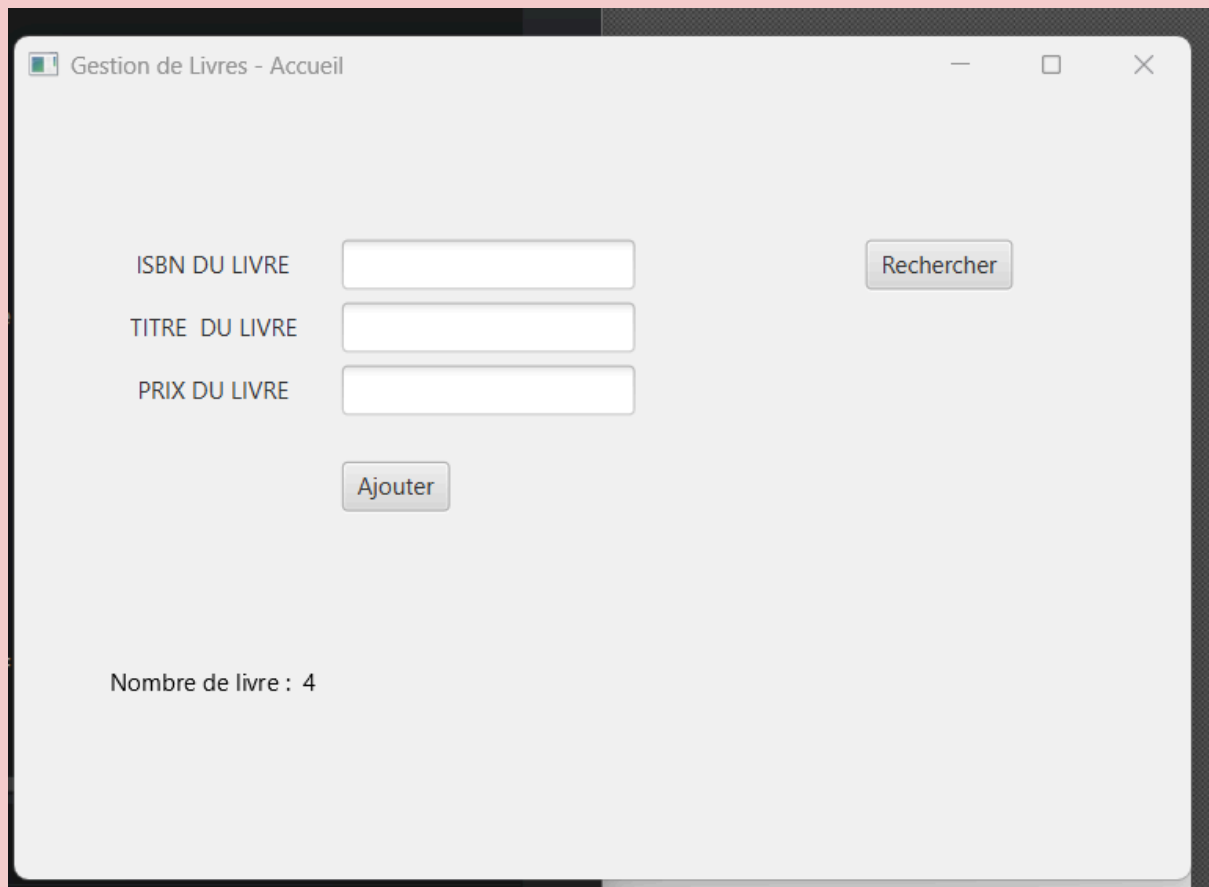 Gestion de Livres - Accueil
ISBN DU LIVRE
Rechercher
TITRE  DU LIVRE
PRIX DU LIVRE
Ajouter
Nombre de livre :  4